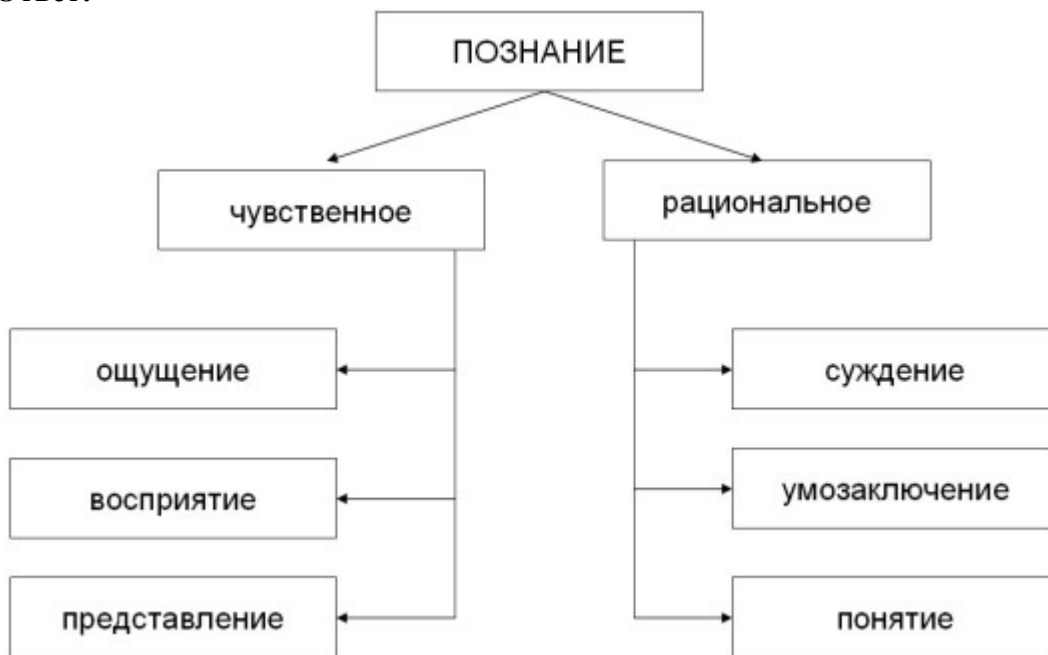 ПОЗНАНИЕ
чувственное
рациональное
ощущение
суждение
восприятие
умозаключение
представление
понятие